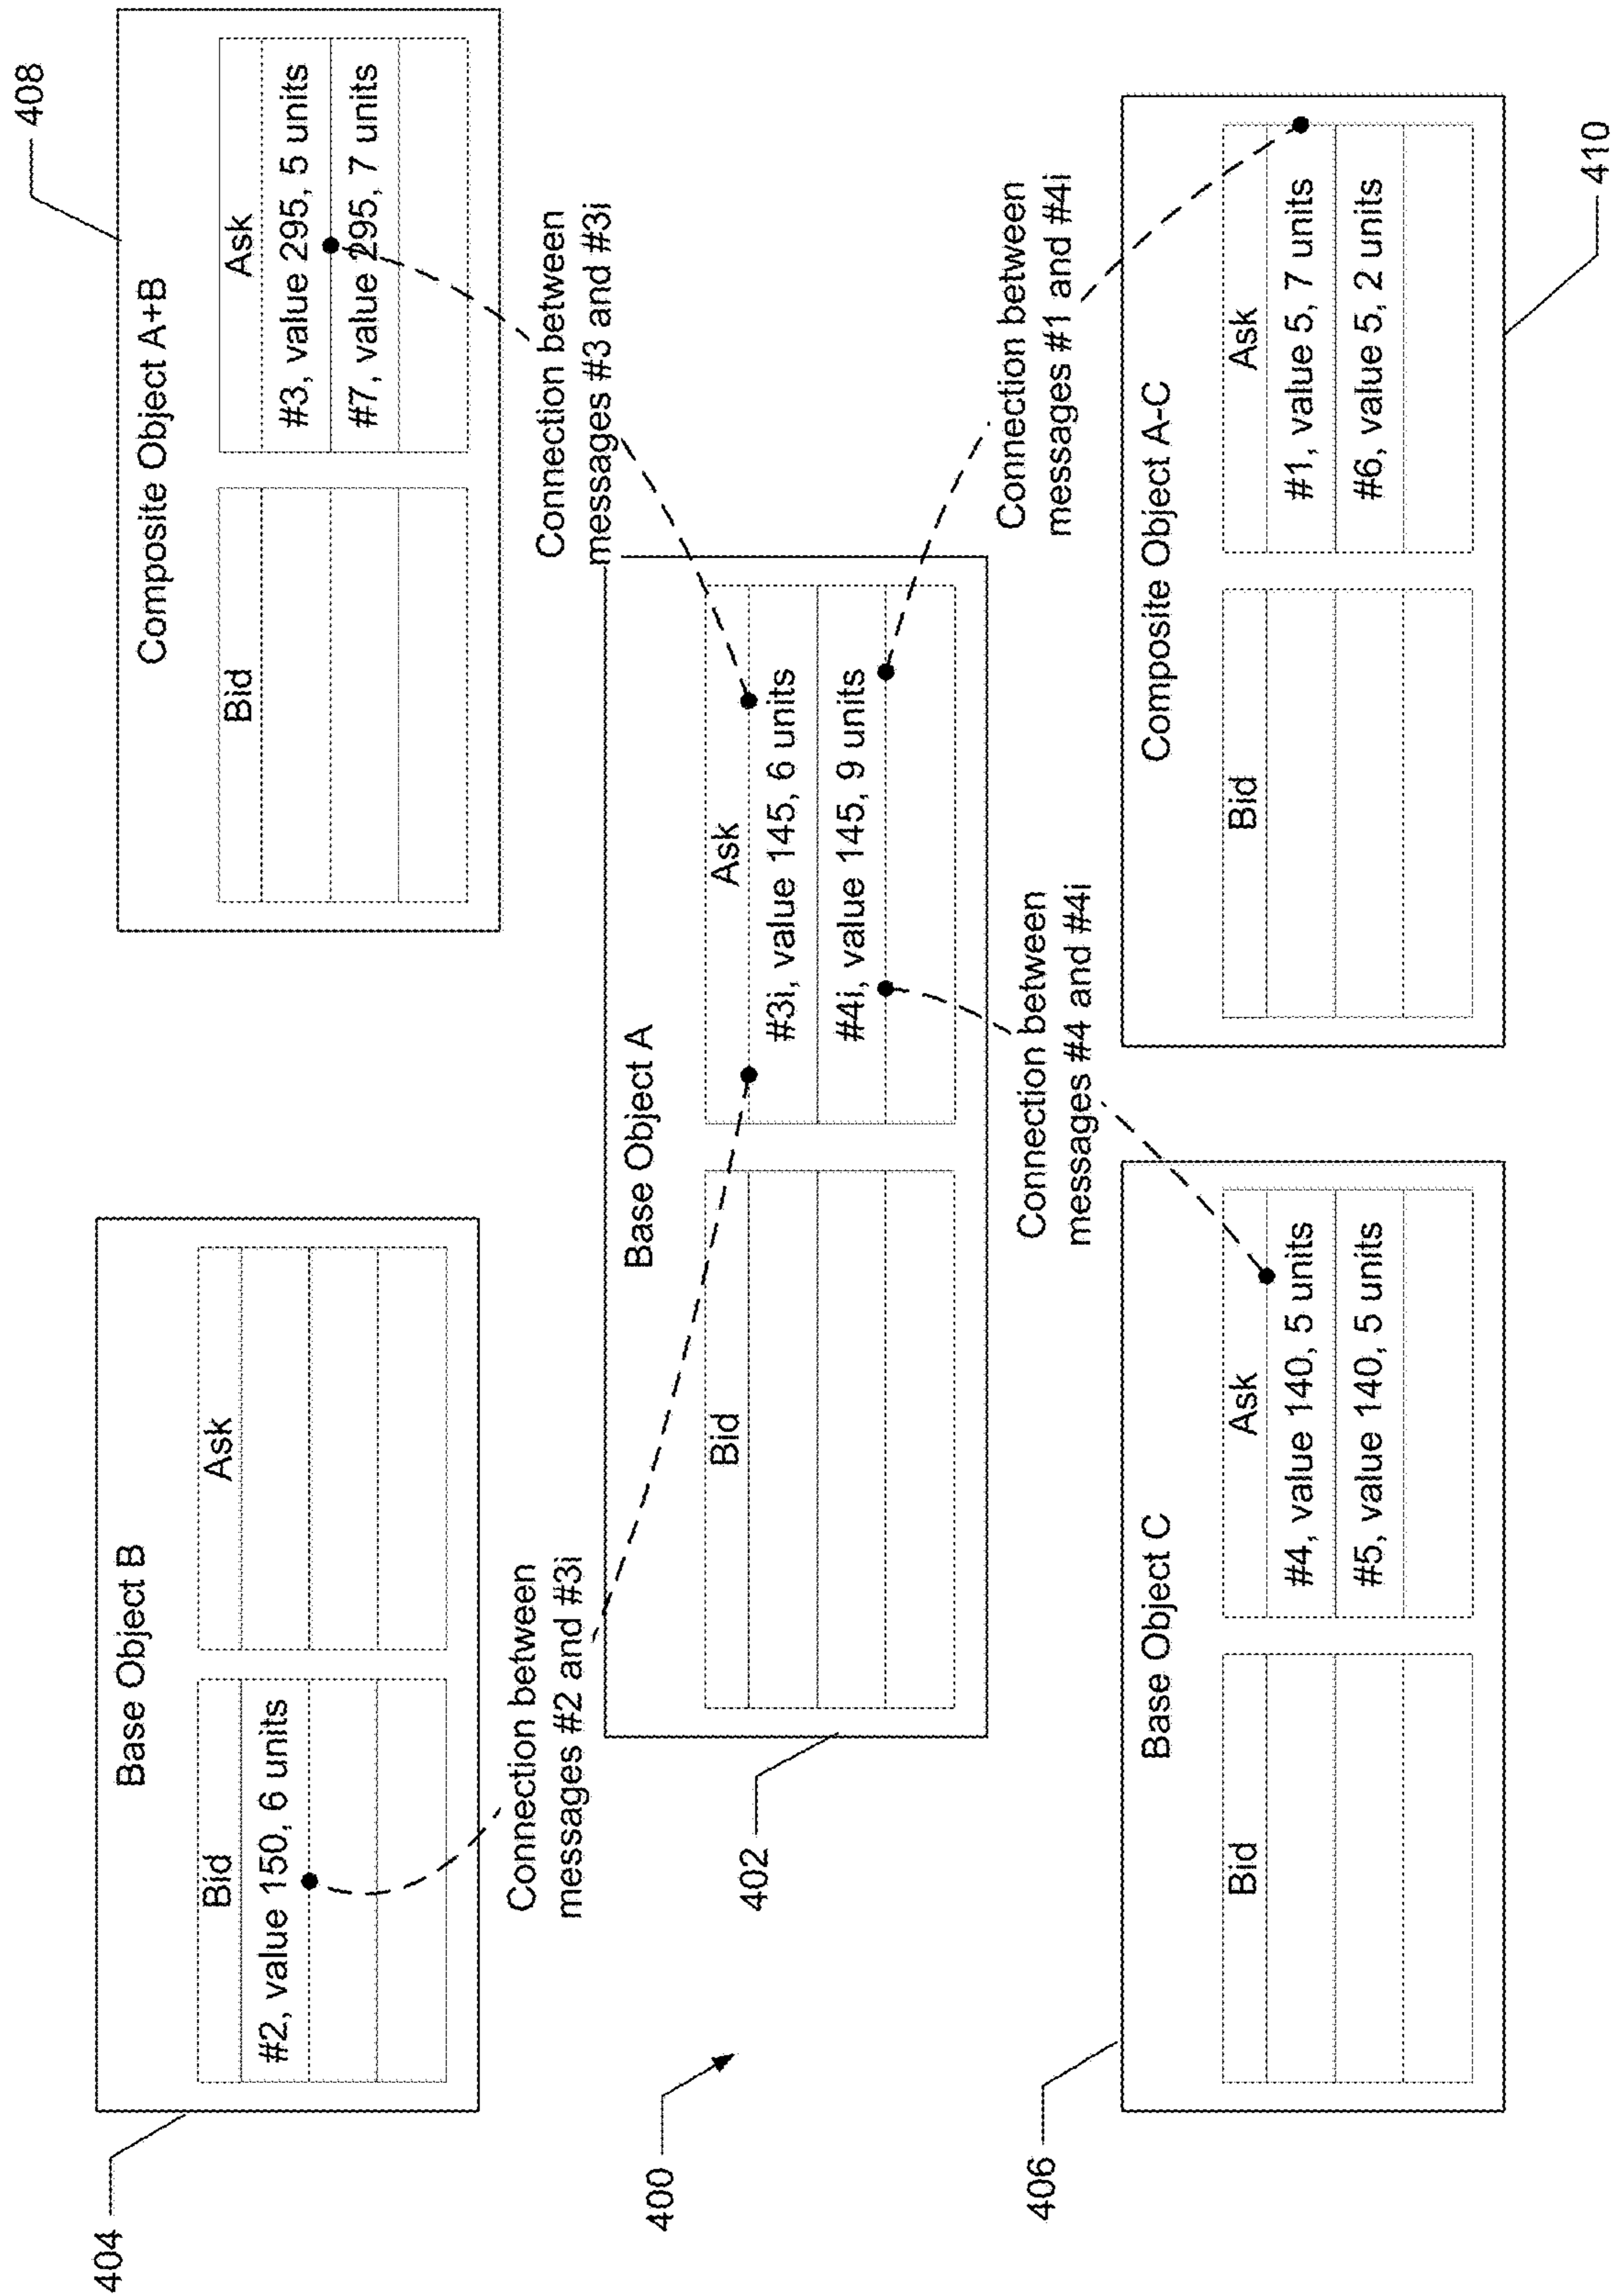 404
Base Object B
Bid
Ask
#2, value 150, 6 units
408
Composite Object A+B
Bid
Ask
#3, value 295, 5 units
#7, value 295, 7 units
Connection between
messages #2 and #3i
Connection between
messages #3 and #3i
400
402
Base Object A
Bid
Ask
#3i, value 145, 6 units
#4i, value 145, 9 units
Connection between
messages #4 and #4i
Connection between
messages #1 and #4i
406
Base Object C
Bid
Ask
#4, value 140, 5 units
#5, value 140, 5 units
Composite Object A-C
Bid
Ask
#1, value 5, 7 units
#6, value 5, 2 units
410